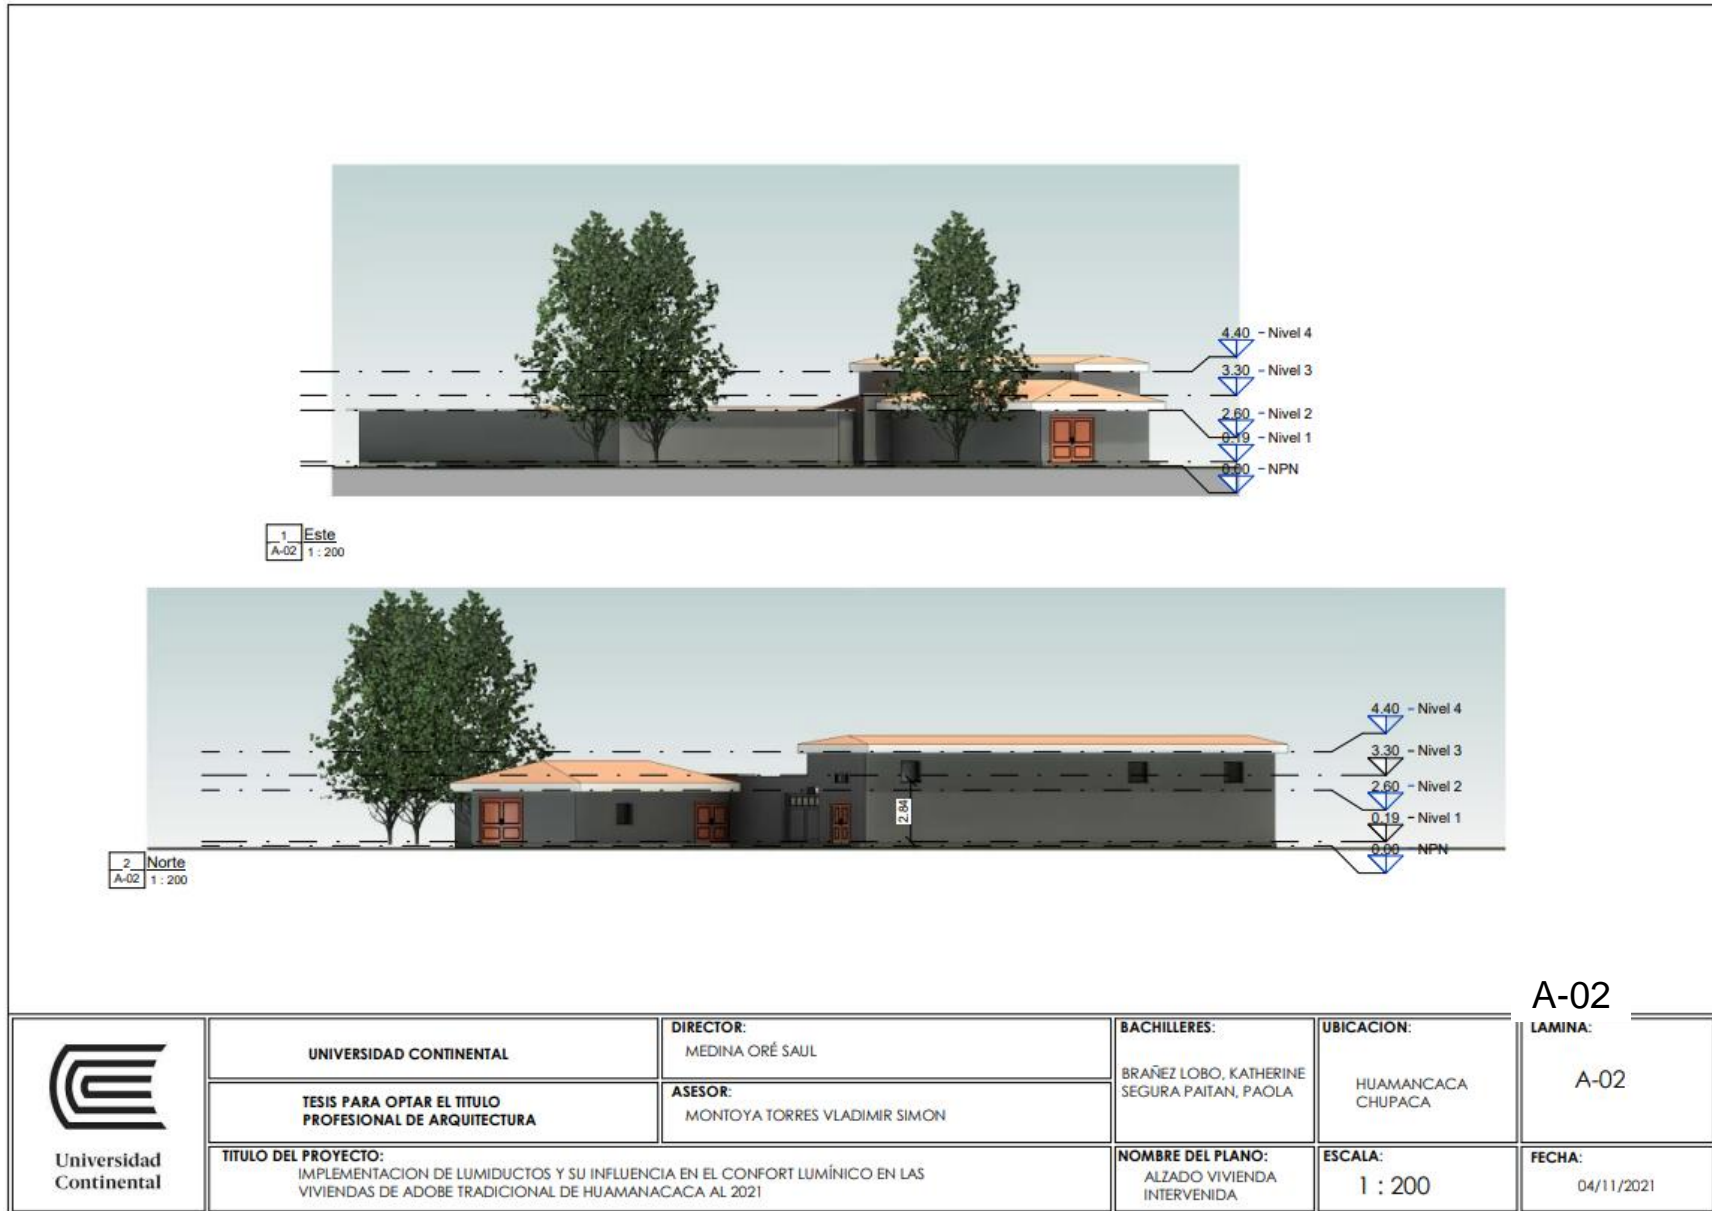 4.40 - Nivel 4
3.30 - Nivel 3
2.60 - Nivel 2
0.19 - Nivel 1
0.00 - NPN
1 Este
A-02 1 : 200
4.40 - Nivel 4
3.30 - Nivel 3
2.60 - Nivel 2
0.19 - Nivel 1
0.00 - NPN
2.84
2 Norte
A-02 1 : 200
A-02
Universidad
Continental
UNIVERSIDAD CONTINENTAL
TESIS PARA OPTAR EL TITULO
PROFESIONAL DE ARQUITECTURA
DIRECTOR:
MEDINA ORÉ SAUL
ASESOR:
MONTOYA TORRES VLADIMIR SIMON
TITULO DEL PROYECTO:
IMPLEMENTACION DE LUMIDUCTOS Y SU INFLUENCIA EN EL CONFORT LUMÍNICO EN LAS
VIVIENDAS DE ADOBE TRADICIONAL DE HUAMANACACA AL 2021
BACHILLERES:
BRAÑEZ LOBO, KATHERINE
SEGURA PAITAN, PAOLA
NOMBRE DEL PLANO:
ALZADO VIVIENDA
INTERVENIDA
UBICACION:
HUAMANCACA
CHUPACA
ESCALA:
1 : 200
LAMINA:
A-02
FECHA:
04/11/2021